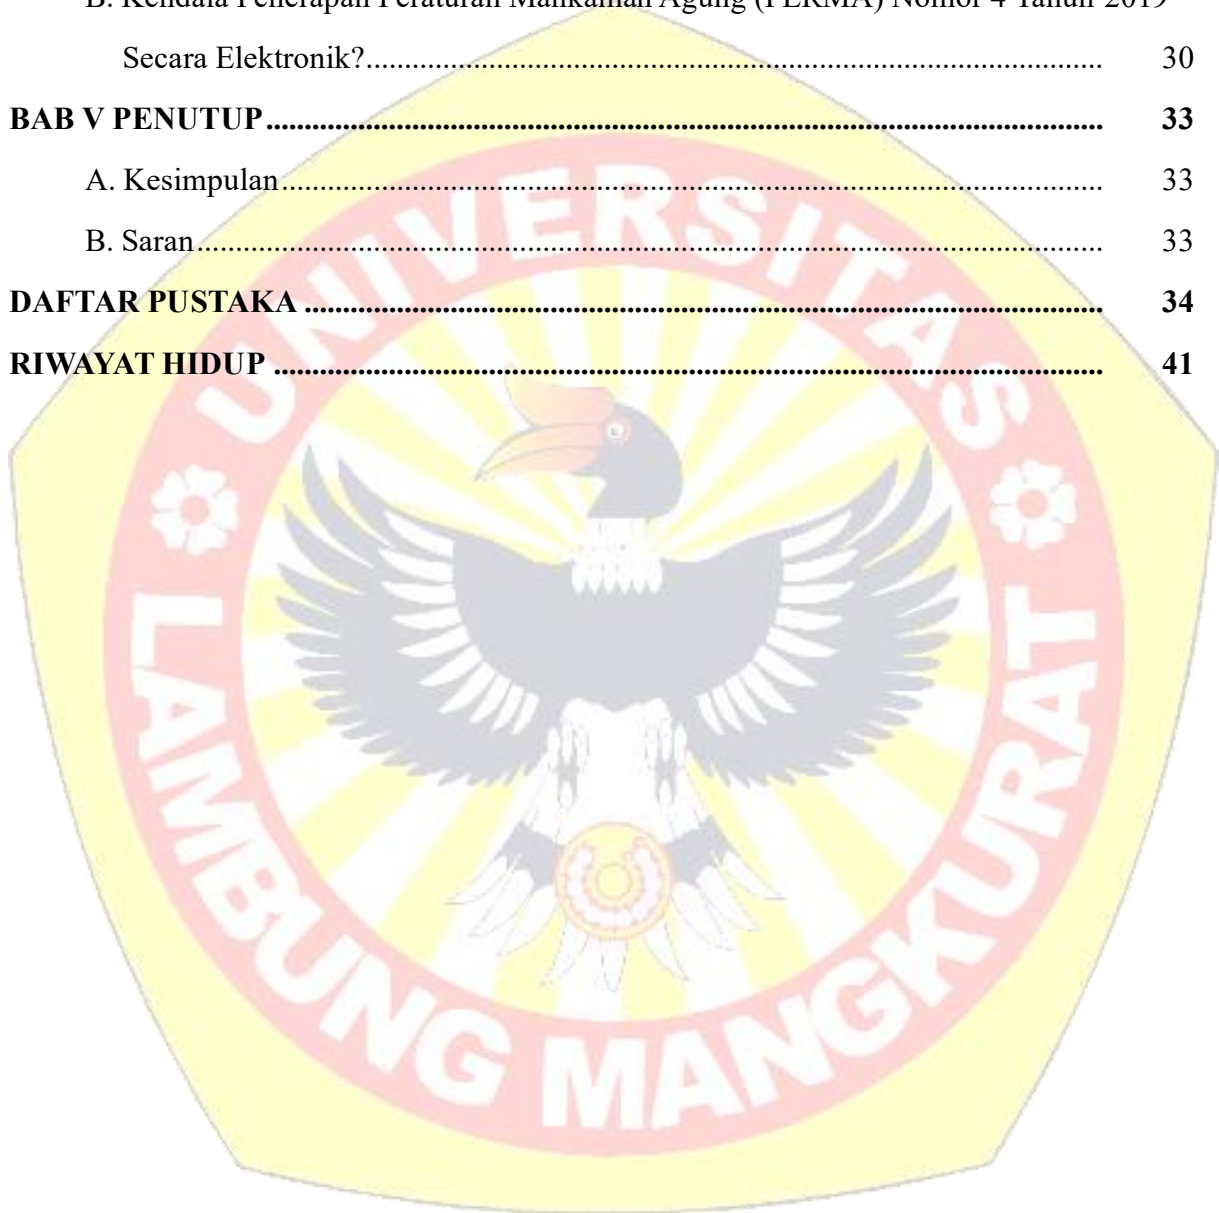 B. Kendala Penerapan Peraturan Mahkamah Agung (PERMA) Nomor 4 Tahun 2019
Secara Elektronik?.................................................................................... 30
BAB V PENUTUP.................................................................................... 33
A. Kesimpulan.................................................................................... 33
B. Saran.................................................................................... 33
DAFTAR PUSTAKA .................................................................................... 34
RIWAYAT HIDUP .................................................................................... 41
UNIVERSITAS
LAMBUNG MANGKURAT